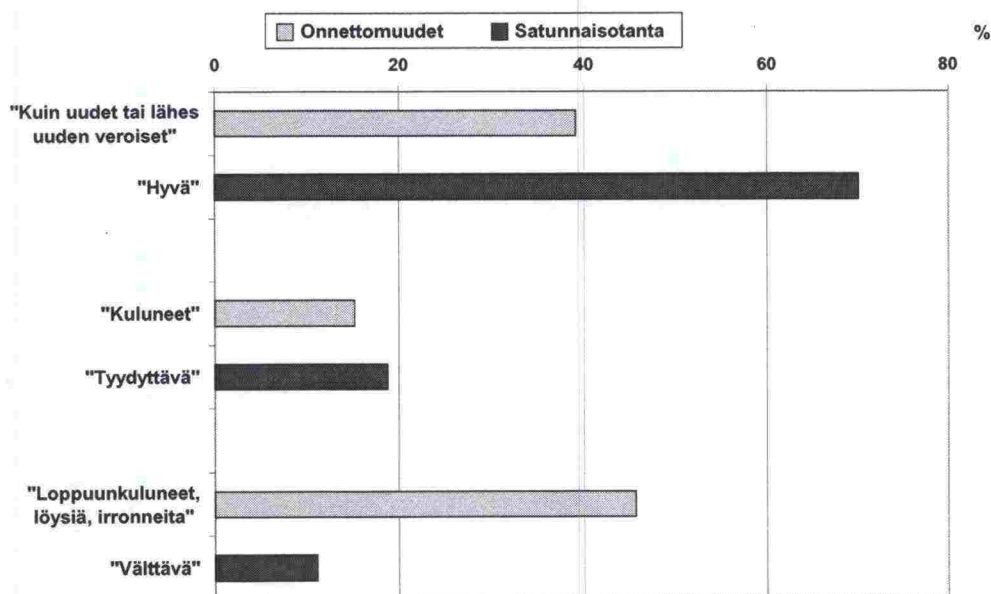 Onnettomuudet Satunnaisotanta
%
0 20 40 60 80
"Kuin uudet tai lähes
uuden veroiset"
"Hyvä"
"Kuluneet"
"Tyydyttävä"
"Loppuunkuluneet,
löysiä, irronneita"
"Välttävä"